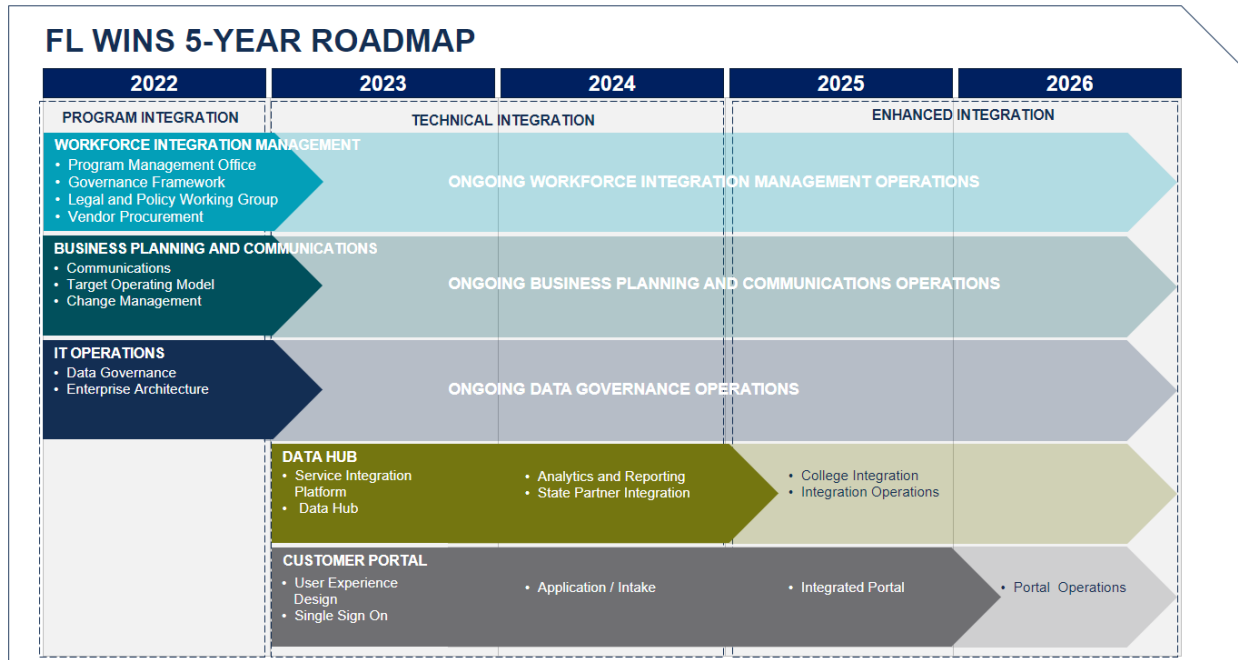 FL WINS 5-YEAR ROADMAP
2022
2023
2024
2025
2026
PROGRAM INTEGRATION
TECHNICAL INTEGRATION
ENHANCED INTEGRATION
WORKFORCE INTEGRATION MANAGEMENT
• Program Management Office
• Governance Framework
• Legal and Policy Working Group
• Vendor Procurement
ONGOING WORKFORCE INTEGRATION MANAGEMENT OPERATIONS
BUSINESS PLANNING AND COMMUNICATIONS
• Communications
• Target Operating Model
• Change Management
ONGOING BUSINESS PLANNING AND COMMUNICATIONS OPERATIONS
IT OPERATIONS
• Data Governance
• Enterprise Architecture
ONGOING DATA GOVERNANCE OPERATIONS
DATA HUB
• Service Integration
Platform
• Data Hub
• Analytics and Reporting
• State Partner Integration
• College Integration
• Integration Operations
CUSTOMER PORTAL
• User Experience
Design
• Single Sign On
• Application / Intake
• Integrated Portal
• Portal Operations